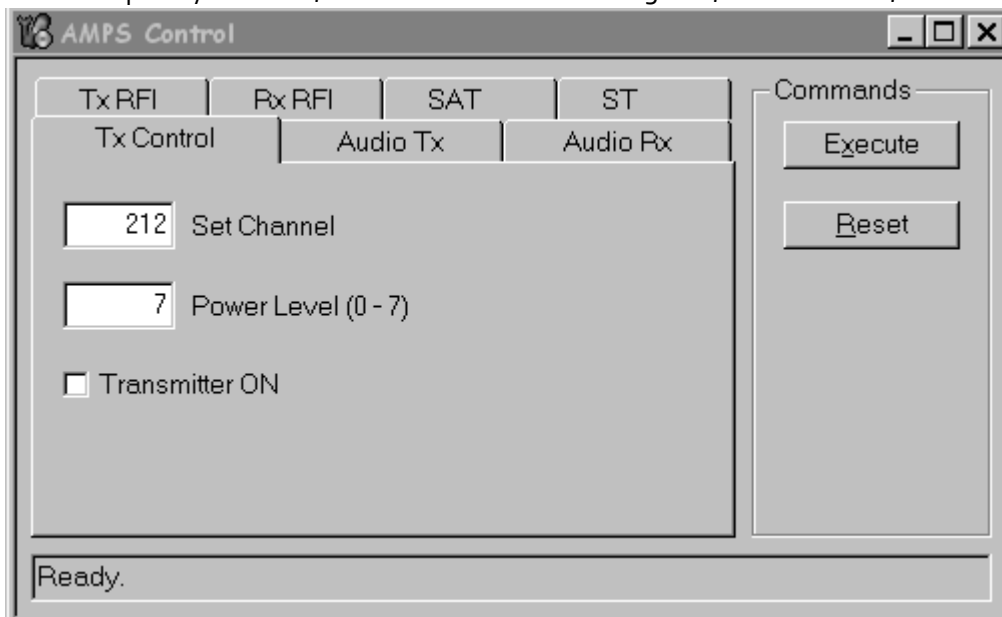 AMPS Control
Tx RFI Rx RFI SAT ST
Tx Control Audio Tx Audio Rx
212 Set Channel
7 Power Level (0 - 7)
Transmitter ON
Commands
Execute
Reset
Ready.